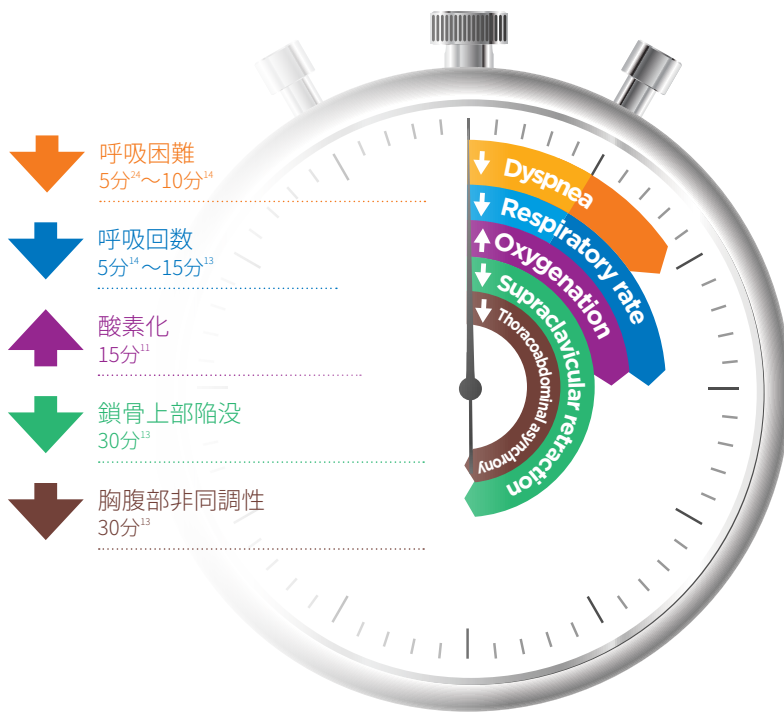 呼吸困難
5分24～10分14
呼吸回数
5分14～15分13
酸素化
15分11
鎖骨上部陥没
30分13
胸腹部非同調性
30分13
Dyspnea
Respiratory rate
Oxygenation
Supraclavicular retraction
Thoracoabdominal asynchrony